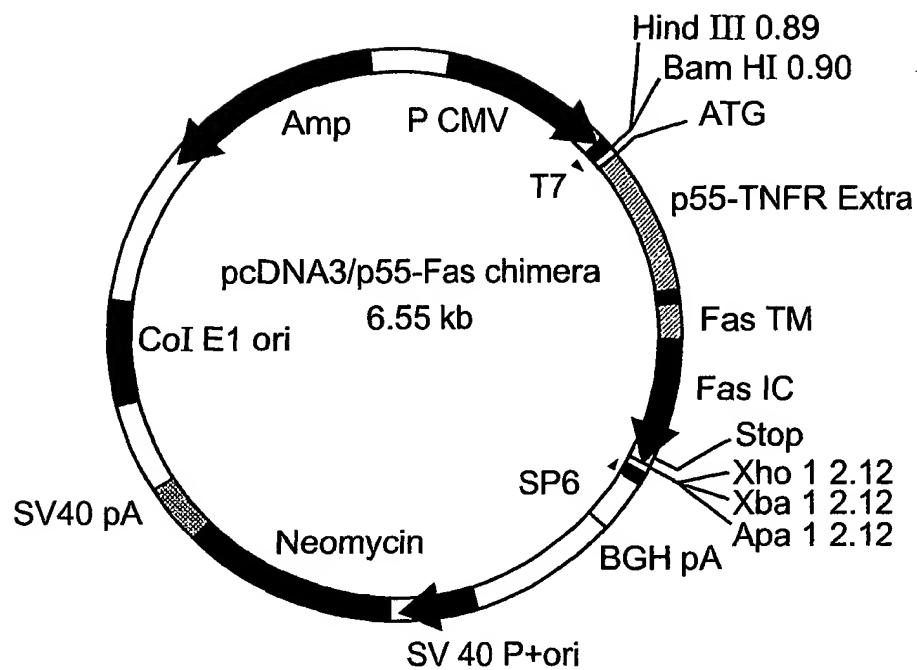 Hind III 0.89
Bam HI 0.90
ATG
Amp
P CMV
T7
p55-TNFR Extra
pcDNA3/p55-Fas chimera
6.55 kb
Fas TM
CoI E1 ori
Fas IC
Stop
SP6
Xho 1 2.12
Xba 1 2.12
Apa 1 2.12
SV40 pA
Neomycin
BGH pA
SV 40 P+ori